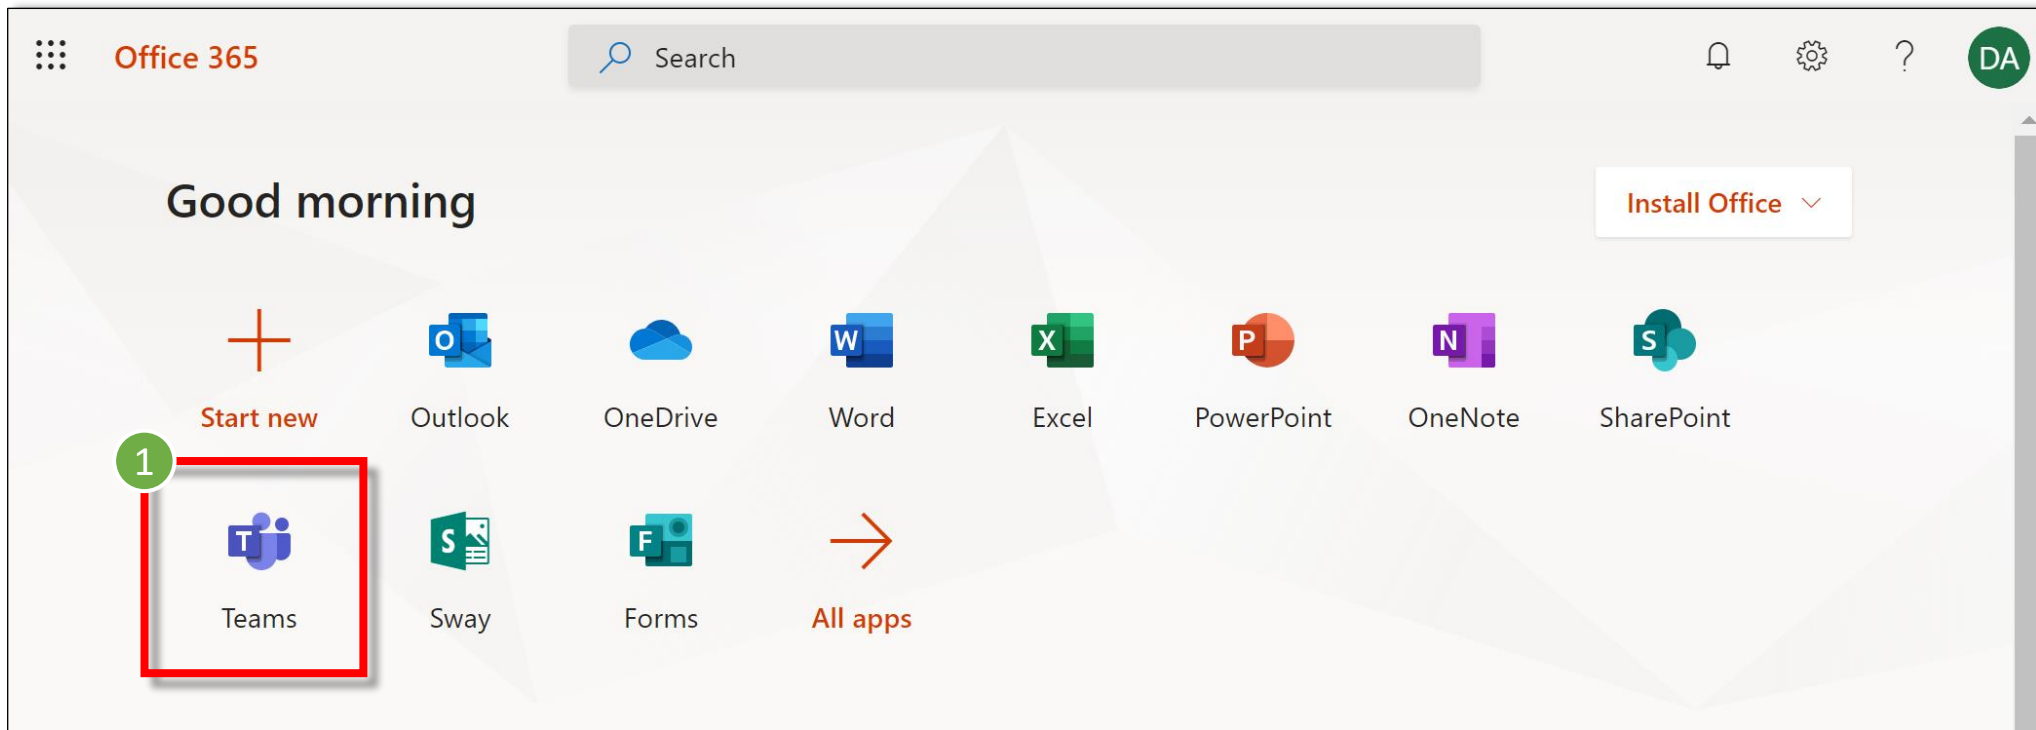 Office 365
Search
DA
Good morning
Install Office
O
W
X
P
N
S
Start new
Outlook
OneDrive
Word
Excel
PowerPoint
OneNote
SharePoint
1
T
S
F
Teams
Sway
Forms
All apps